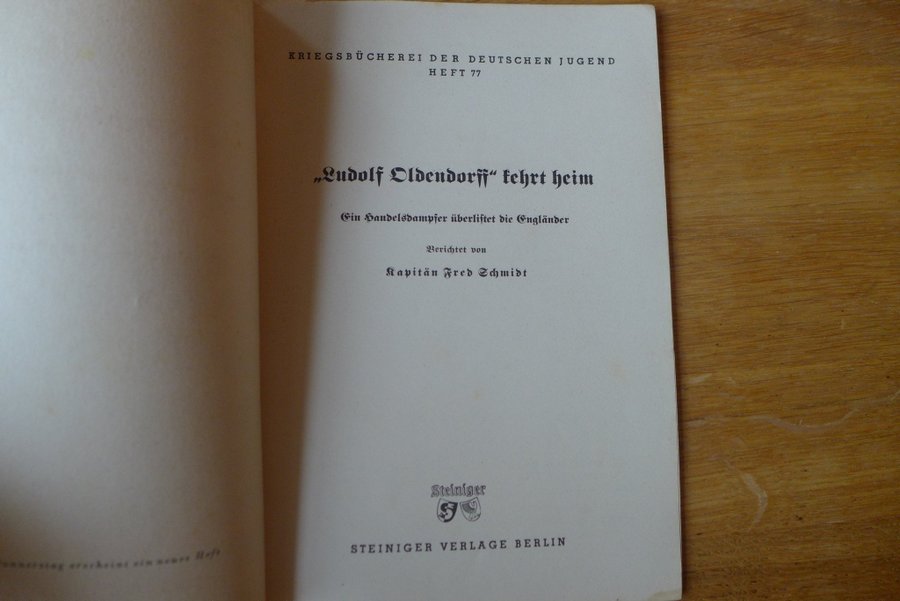 KRIEGSBÜCHEREI DER DEUTSCHEN JUGEND
HEFT 77
„Ludolf Oldendorff“ kehrt heim
Ein Handelsdampfer überlistet die Engländer
Berichtet von
Kapitän Fred Schmidt
Steiniger
STEINIGER VERLAGE BERLIN
erscheint ein neues Heft